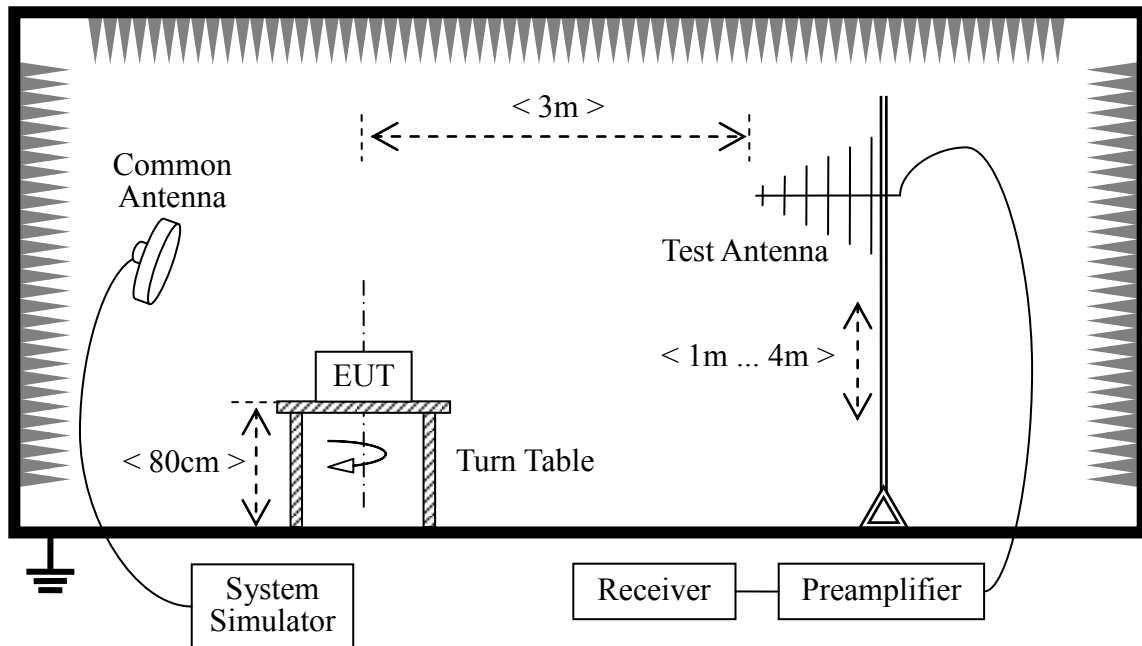 < 3m >
Common
Antenna
Test Antenna
< 1m ... 4m >
EUT
< 80cm >
Turn Table
System
Simulator
Receiver
Preamplifier